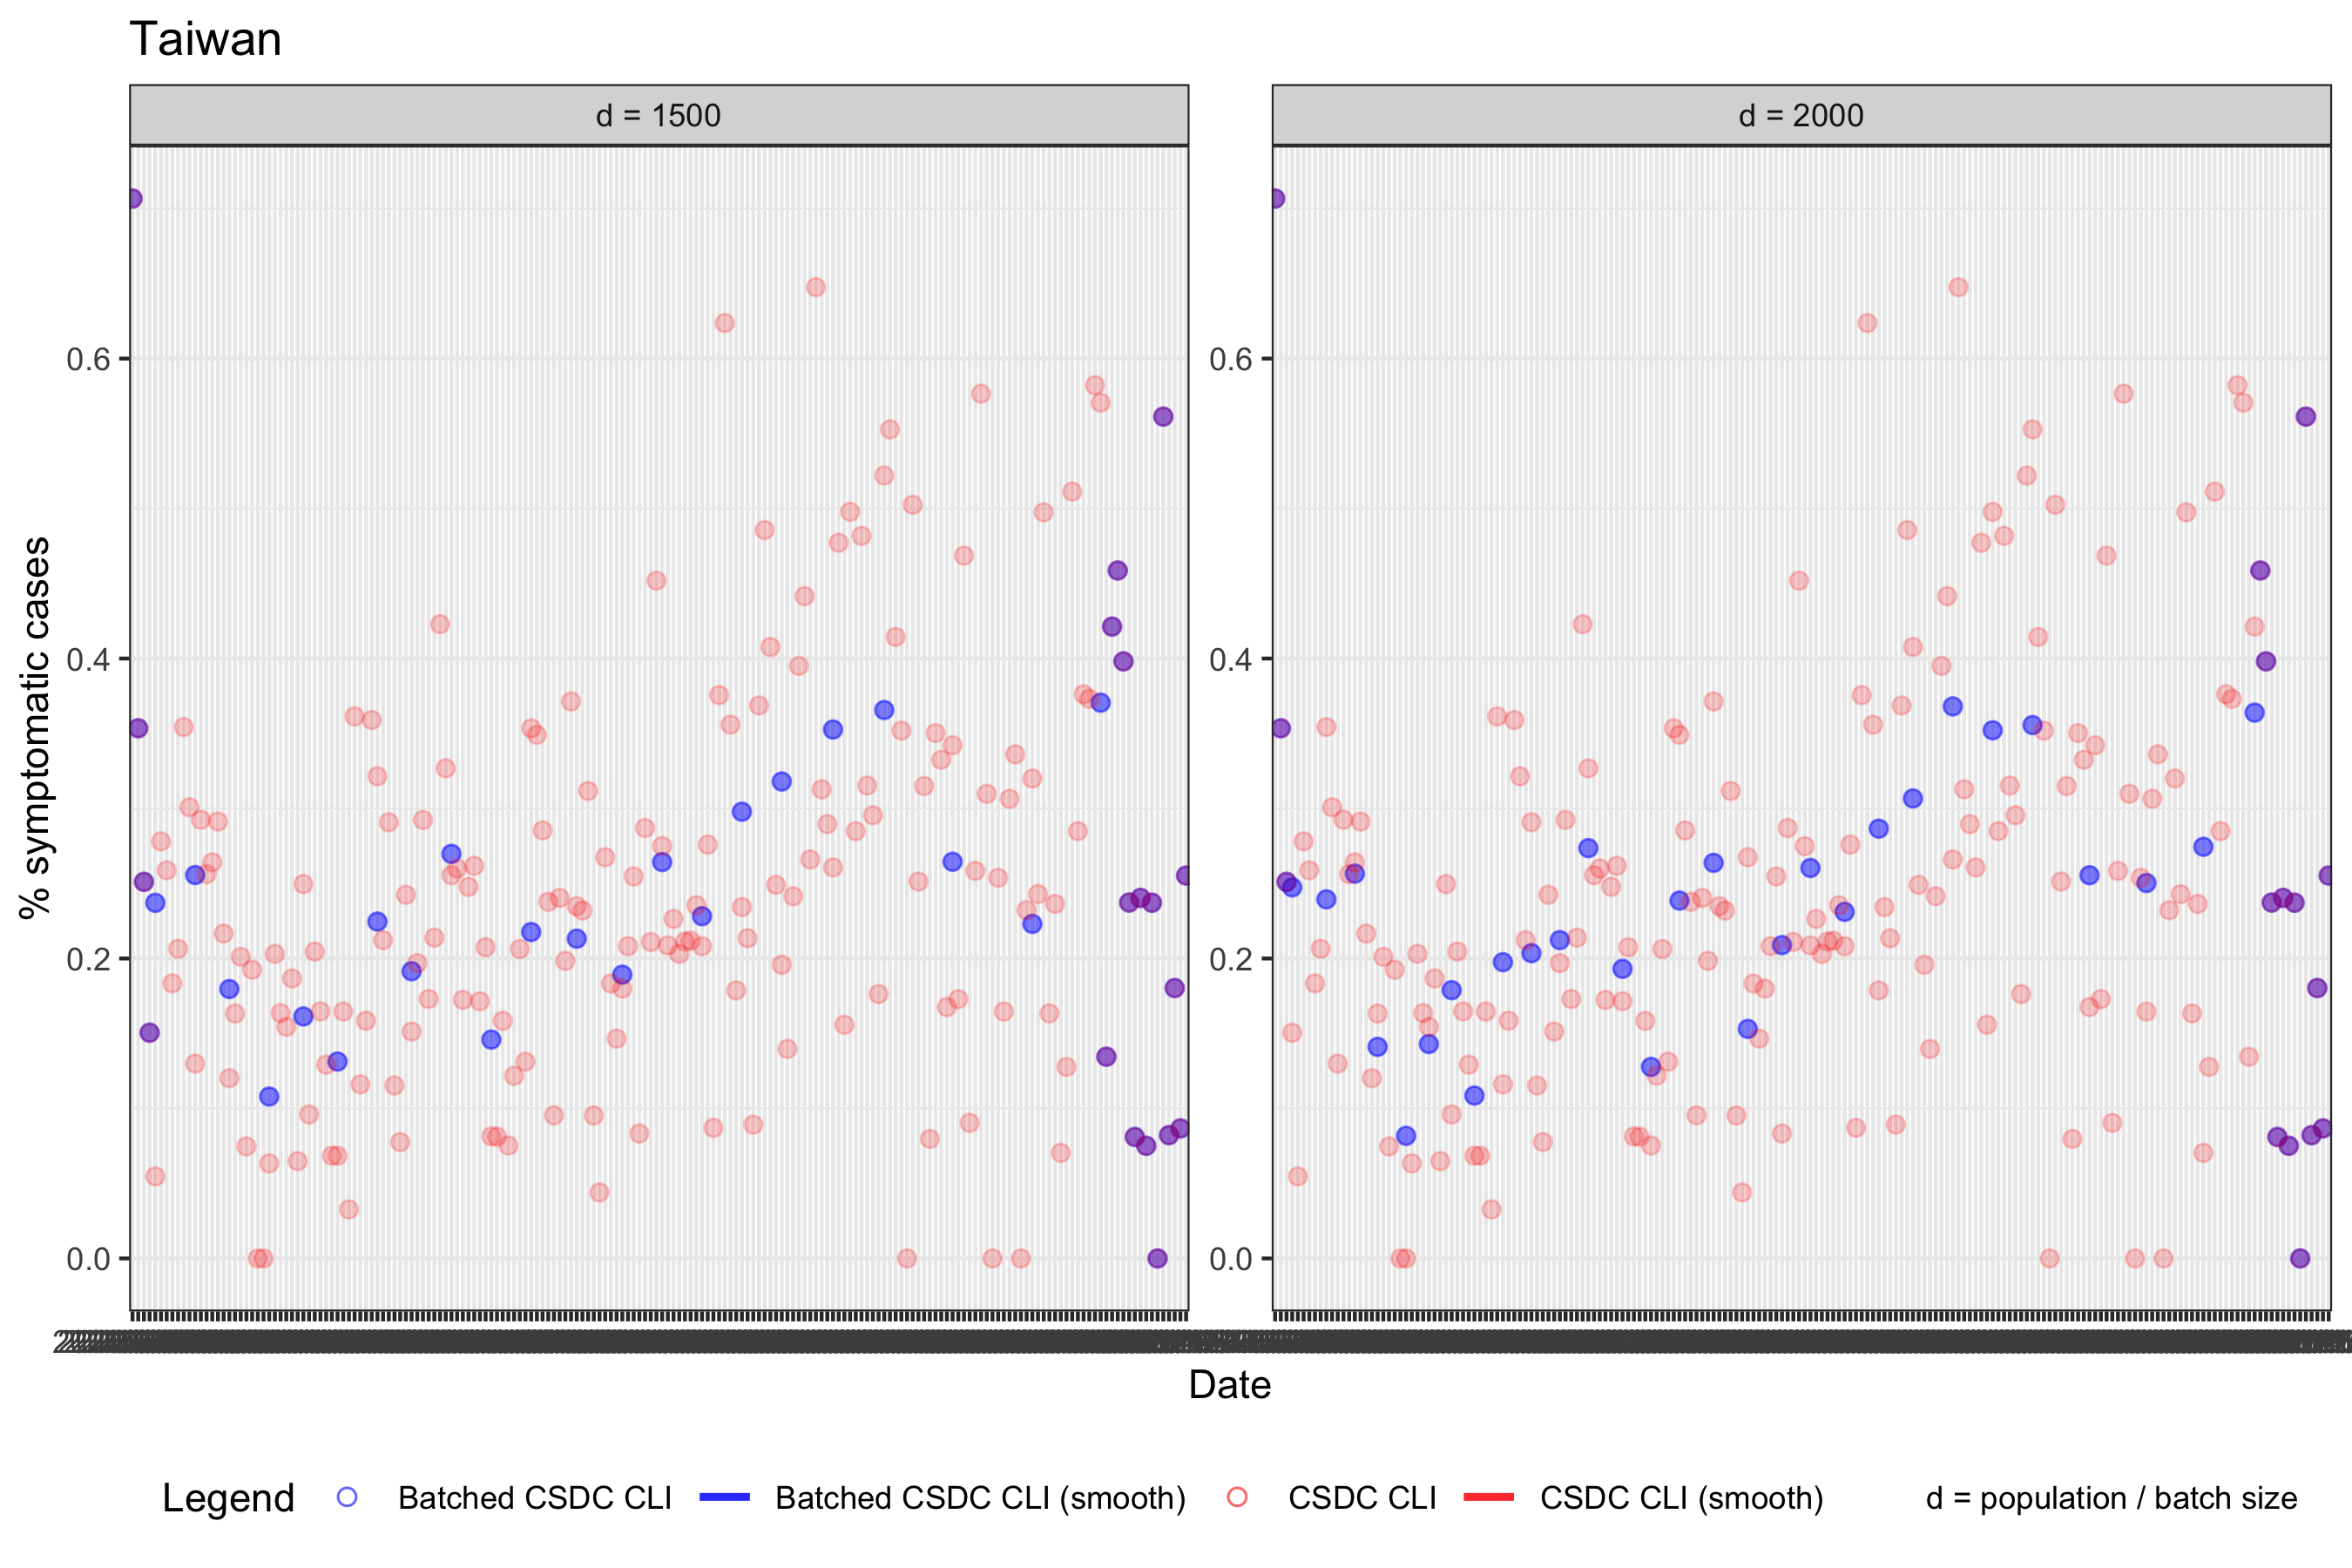 Taiwan
d = 1500
d = 2000
% symptomatic cases
0.6
0.4
0.2
0.0
0.6
0.4
0.2
0.0
Date
Legend Batched CSDC CLI Batched CSDC CLI (smooth) CSDC CLI CSDC CLI (smooth) d = population / batch size